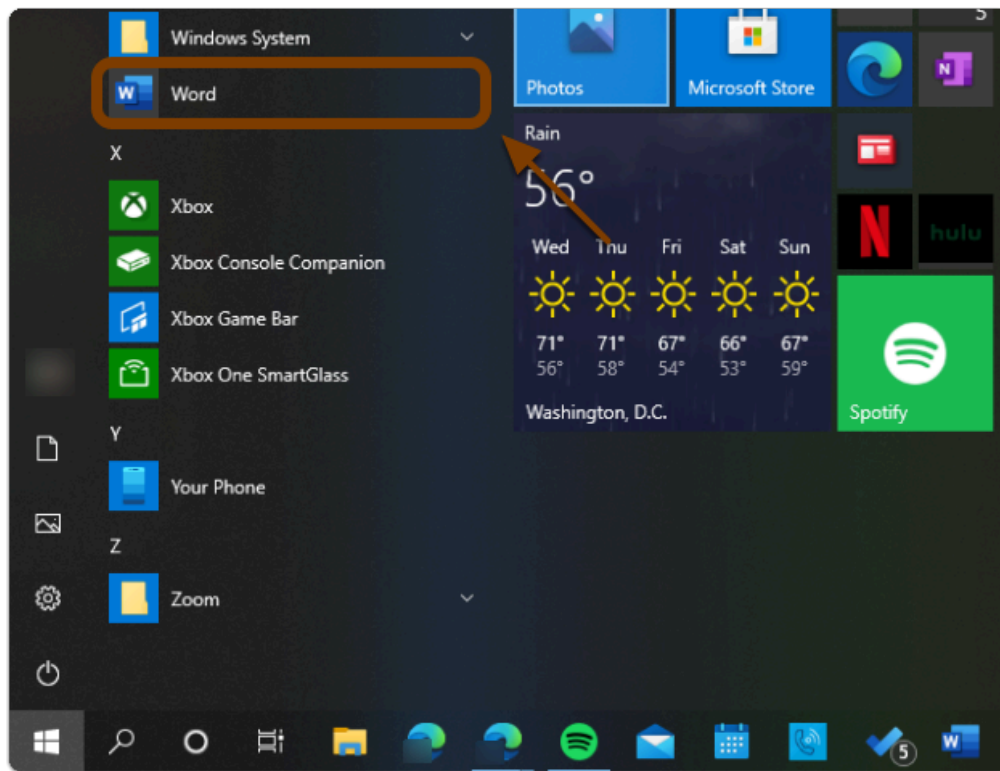 5
Windows System
W Word
X
Xbox
Xbox Console Companion
Xbox Game Bar
Xbox One SmartGlass
Y
Your Phone
Z
Zoom
Photos
Microsoft Store
N
Rain
56°
Wed Thu Fri Sat Sun
71° 71° 67° 66° 67°
56° 58° 54° 53° 59°
Washington, D.C.
N hulu
Spotify
5 W